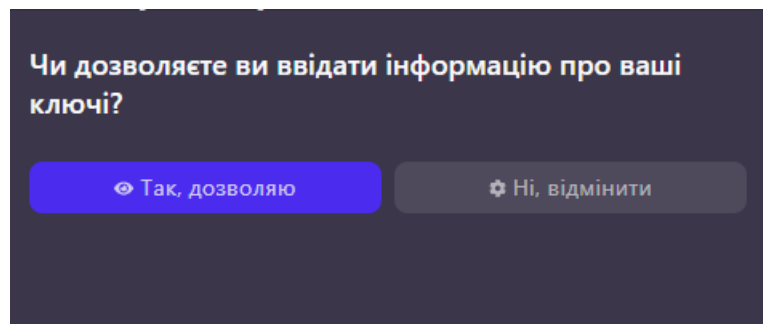 Чи дозволяєте ви ввідати інформацію про ваші
ключі?
Так, дозволяю
Ні, відмінити